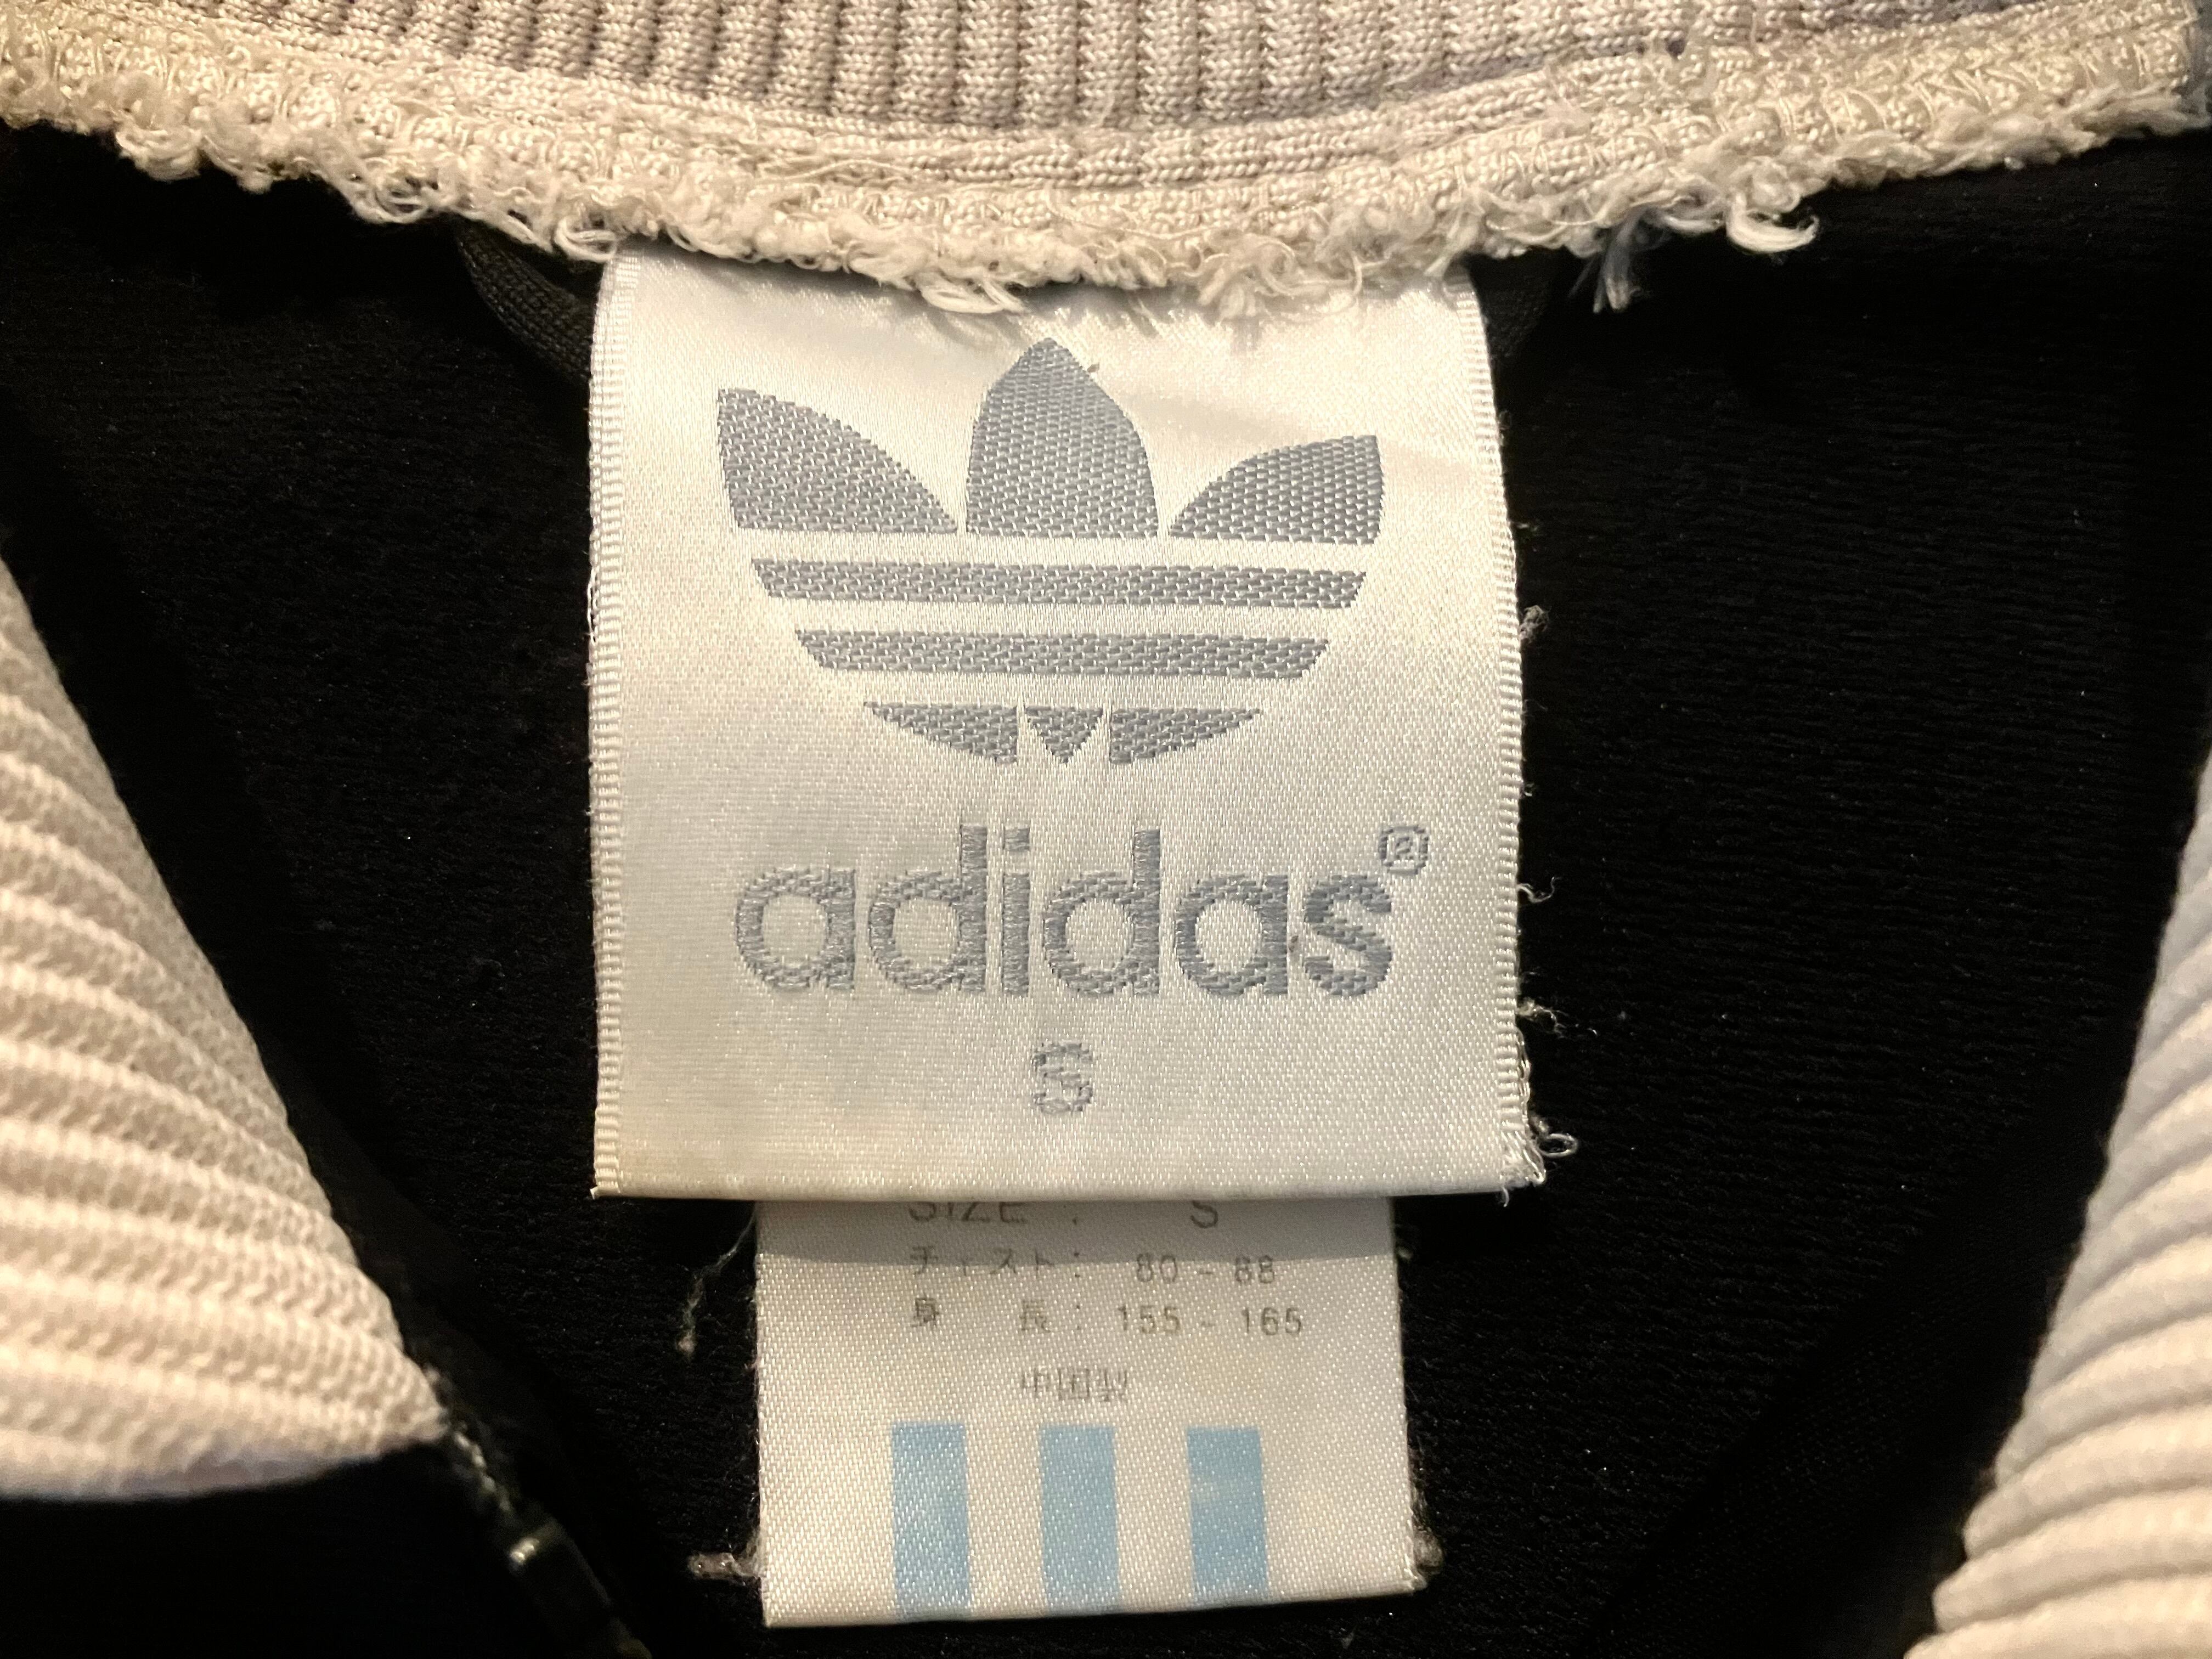 adidas®
S
SIZE : S
チェスト: 80 - 88
身 長: 155 - 165
中国製